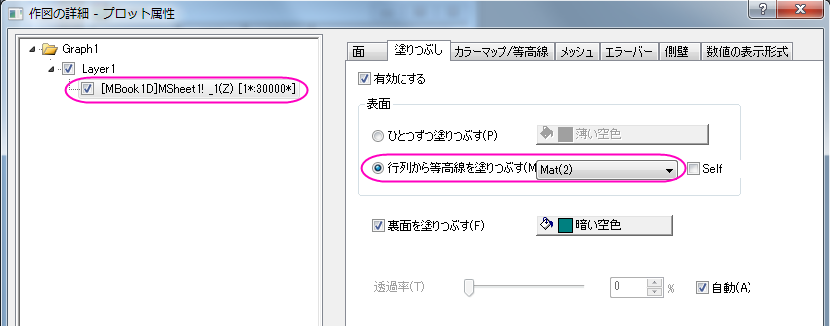 作図の詳細 - プロット属性
Graph1
Layer1
[MBook1D]MSheet1! _1(Z) [1*:30000*]
面 塗りつぶし カラーマップ/等高線 メッシュ エラーバー 側壁 数値の表示形式
有効にする
表面
ひとつずつ塗りつぶす(P) 薄い空色
行列から等高線を塗りつぶす(M Mat(2) Self
裏面を塗りつぶす(F) 暗い空色
透過率(T) 0 % 自動(A)